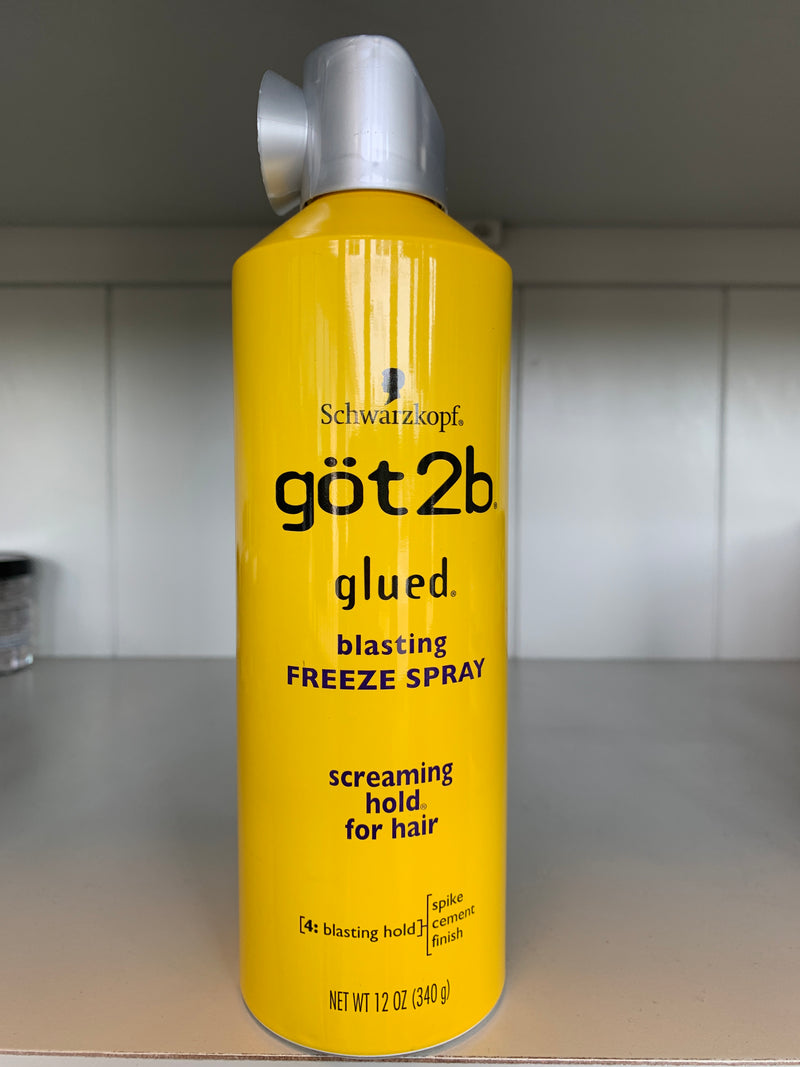 Schwarzkopf®
göt2b®
glued®
blasting
FREEZE SPRAY
screaming
hold®
for hair
[4: blasting hold]
spike
cement
finish
NET WT 12 OZ (340 g)